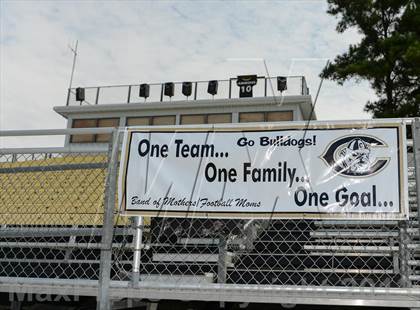 10
Go Bulldogs!
One Team...
One Family...
One Goal...
Band of Mothers/Football Moms